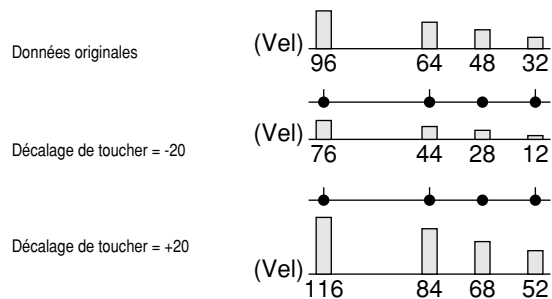 Données originales
(Vel)
96 64 48 32
Décalage de toucher = -20
(Vel)
76 44 28 12
Décalage de toucher = +20
(Vel)
116 84 68 52